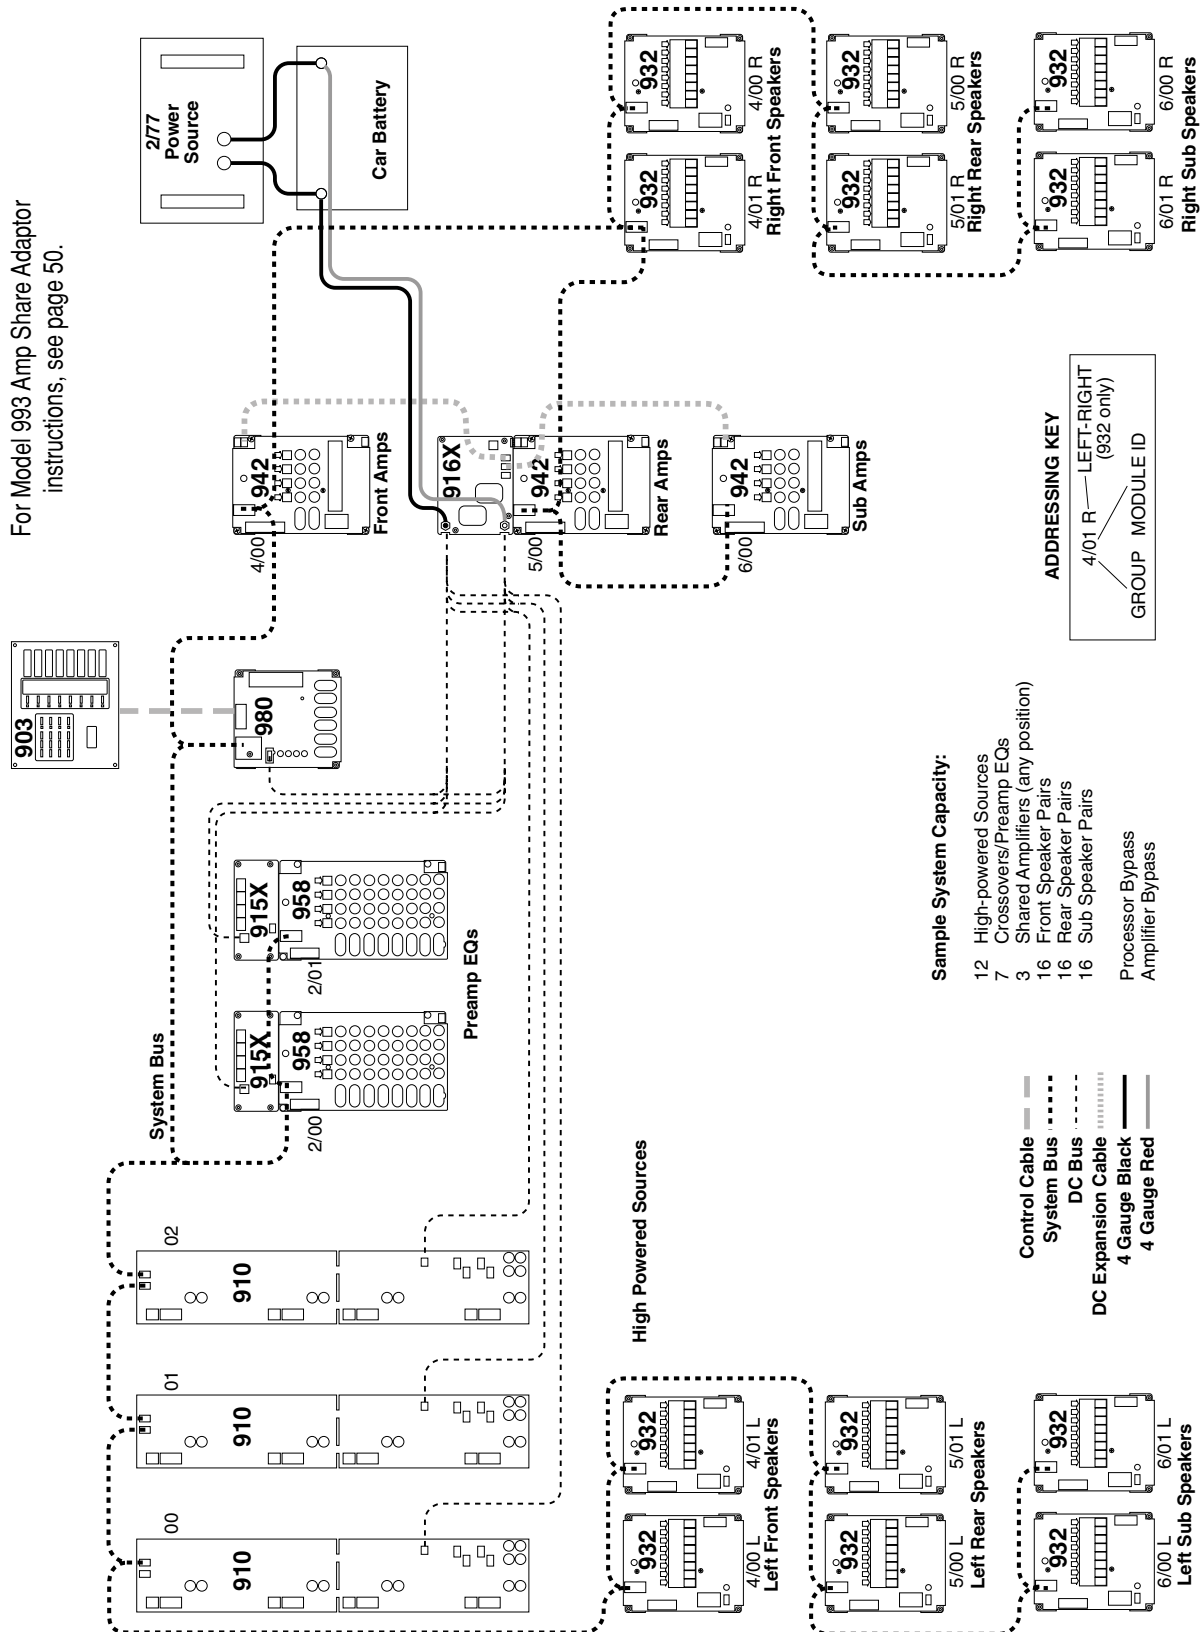 For Model 993 Amp Share Adaptor
instructions, see page 50.
2/77
Power
Source
Car Battery
903
980
System Bus
910
00
910
01
910
02
High Powered Sources
915X
958
2/00
915X
958
2/01
Preamp EQs
942
4/00
Front Amps
916X
942
5/00
Rear Amps
942
6/00
Sub Amps
932
4/00 L
932
4/01 L
Left Front Speakers
932
5/00 L
932
5/01 L
Left Rear Speakers
932
6/00 L
932
6/01 L
Left Sub Speakers
932
4/01 R
932
4/00 R
Right Front Speakers
932
5/01 R
932
5/00 R
Right Rear Speakers
932
6/01 R
932
6/00 R
Right Sub Speakers
Control Cable
System Bus
DC Bus
DC Expansion Cable
4 Gauge Black
4 Gauge Red
Sample System Capacity:
12 High-powered Sources
7 Crossovers/Preamp EQs
3 Shared Amplifiers (any position)
16 Front Speaker Pairs
16 Rear Speaker Pairs
16 Sub Speaker Pairs
Processor Bypass
Amplifier Bypass
ADDRESSING KEY
4/01 R LEFT-RIGHT
(932 only)
GROUP MODULE ID